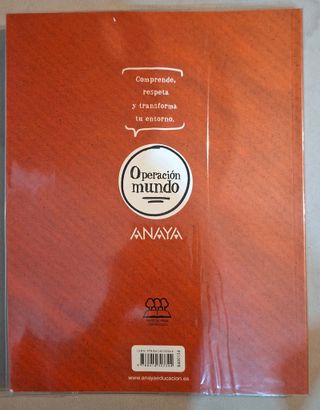 Comprende,
respeta
y transforma
tu entorno.
Operación
mundo
ANAYA
www.anayaeducacion.es